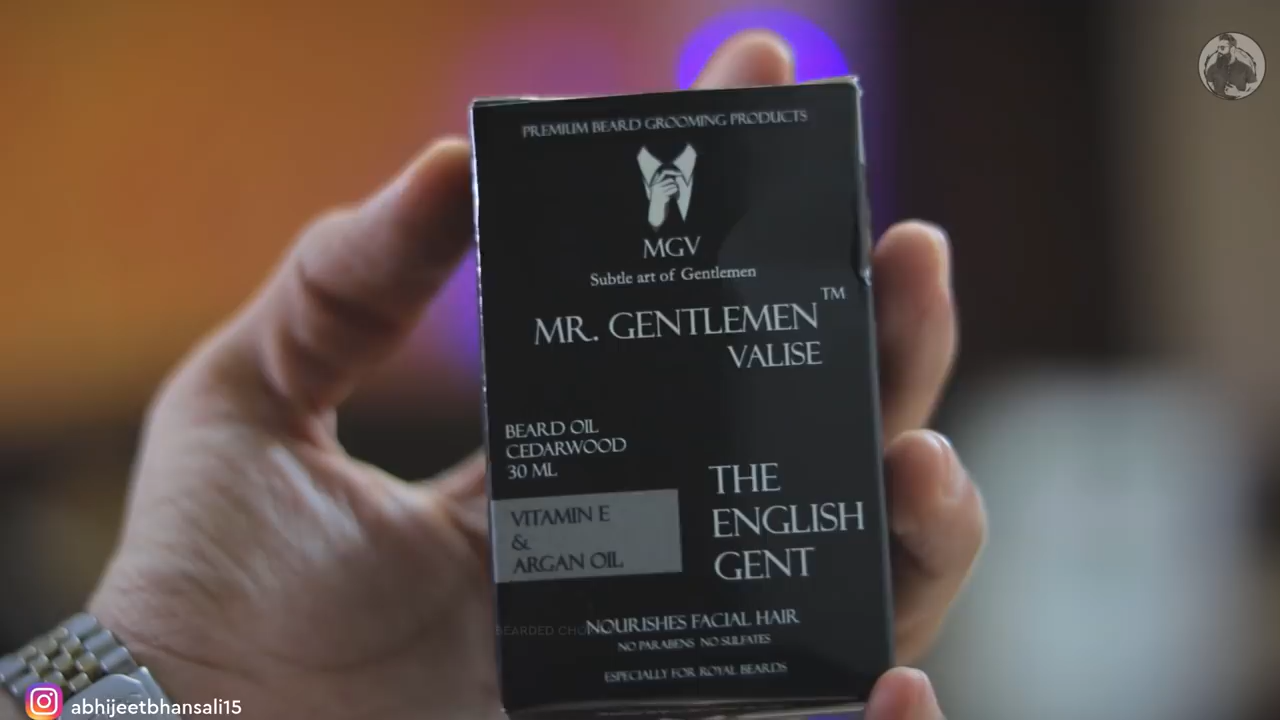 PREMIUM BEARD GROOMING PRODUCTS
MGV
Subtle art of Gentlemen
MR. GENTLEMEN™
VALISE
BEARD OIL
CEDARWOOD
30 ML
VITAMIN E
&
ARGAN OIL
THE
ENGLISH
GENT
NOURISHES FACIAL HAIR
NO PARABENS NO SULFATES
ESPECIALLY FOR ROYAL BEARDS
BEARDED
abhijeetbhansali15